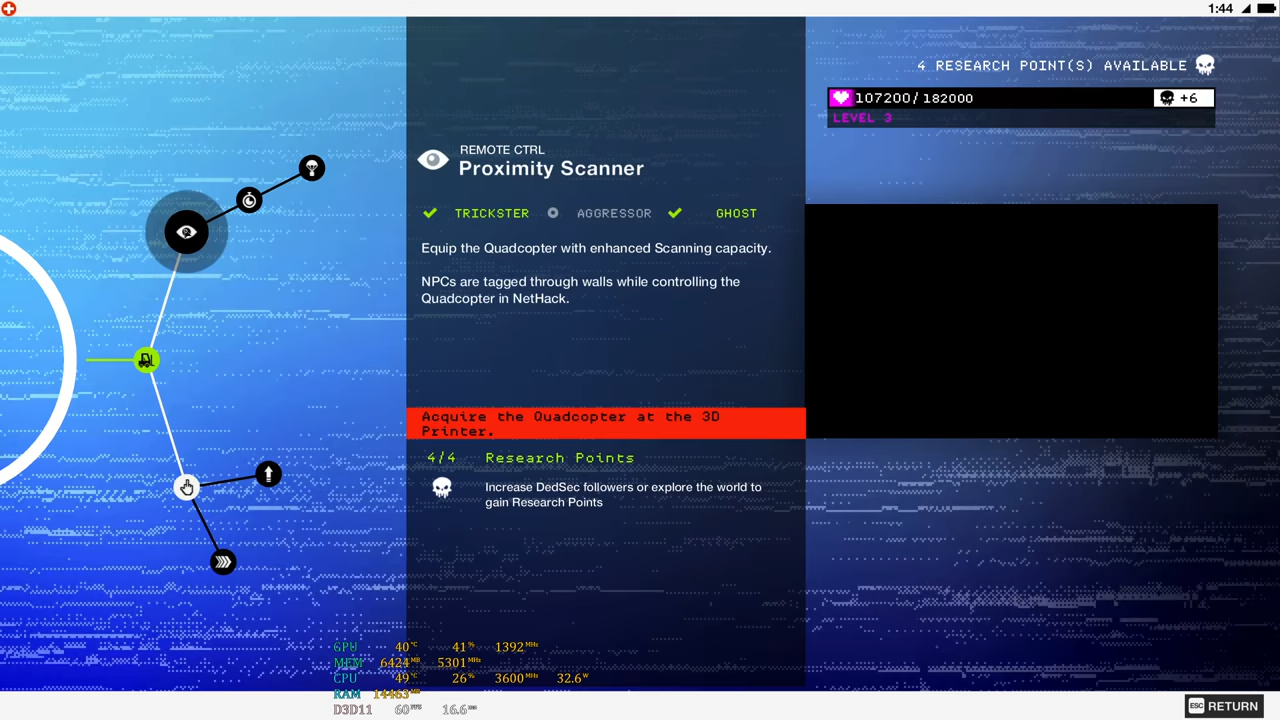 1:44
4 RESEARCH POINT(S) AVAILABLE
107200/182000
+6
LEVEL 3
REMOTE CTRL
Proximity Scanner
TRICKSTER AGGRESSOR GHOST
Equip the Quadcopter with enhanced Scanning capacity.
NPCs are tagged through walls while controlling the
Quadcopter in NetHack.
Acquire the Quadcopter at the 3D
Printer.
4/4 Research Points
Increase DedSec followers or explore the world to
gain Research Points
GPU 40°C 41% 1392MHz
MEM 6424MB 5301MHz
CPU 49°C 26% 3600MHz 32.6W
RAM 14463MB
D3D11 60FPS 16.6ms
ESC RETURN